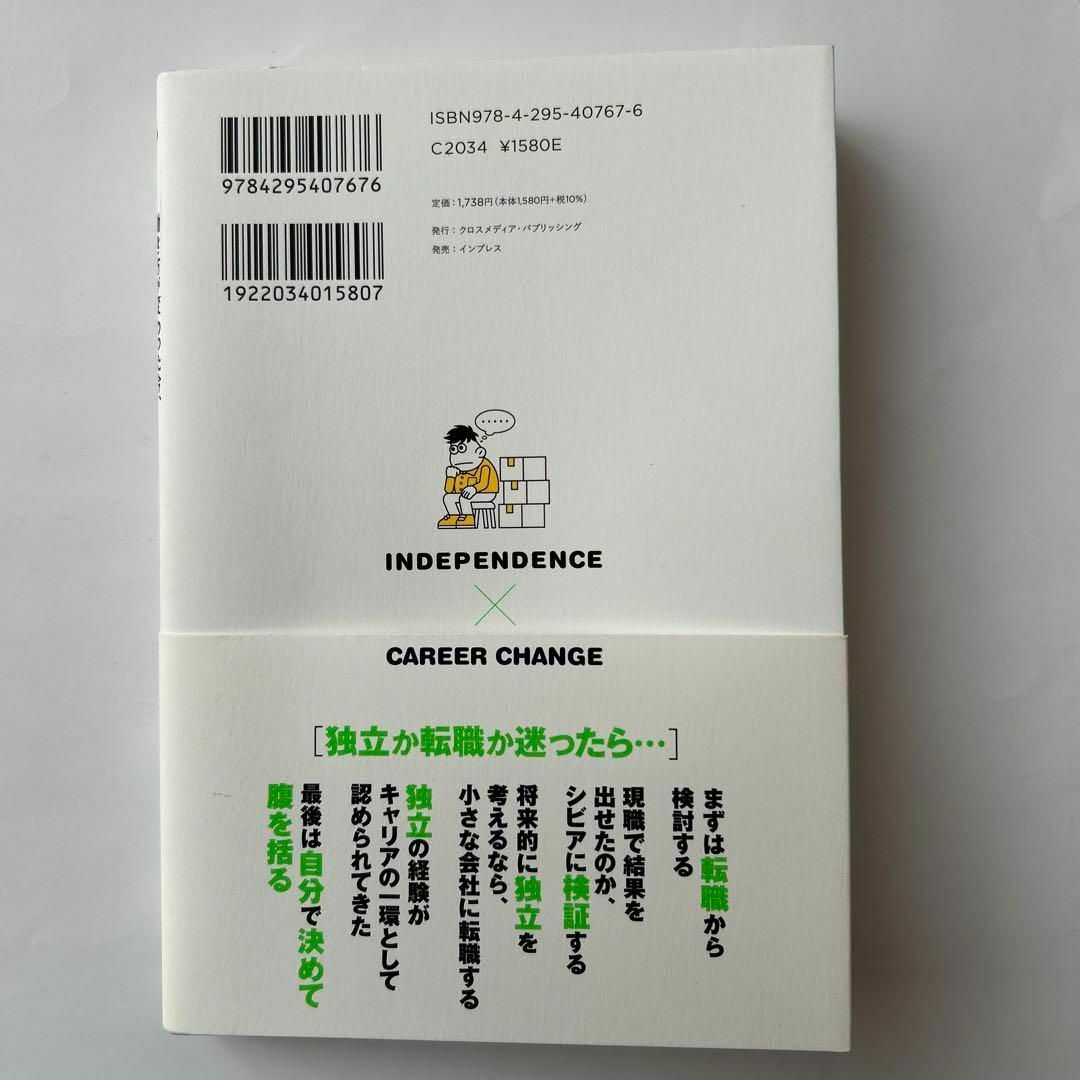 ISBN978-4-295-40767-6
C2034 ¥1580E
9784295407676
定価：1,738円（本体1,580円+税10%）
発行：クロスメディア・パブリッシング
発売：インプレス
1922034015807
.....
INDEPENDENCE
×
CAREER CHANGE
[独立か転職か迷ったら…]
まずは転職から
検討する
現職で結果を
出せたのか、
シビアに検証する
将来的に独立を
考えるなら、
小さな会社に転職する
独立の経験が
キャリアの一環として
認められてきた
最後は自分で決めて
腹を括る